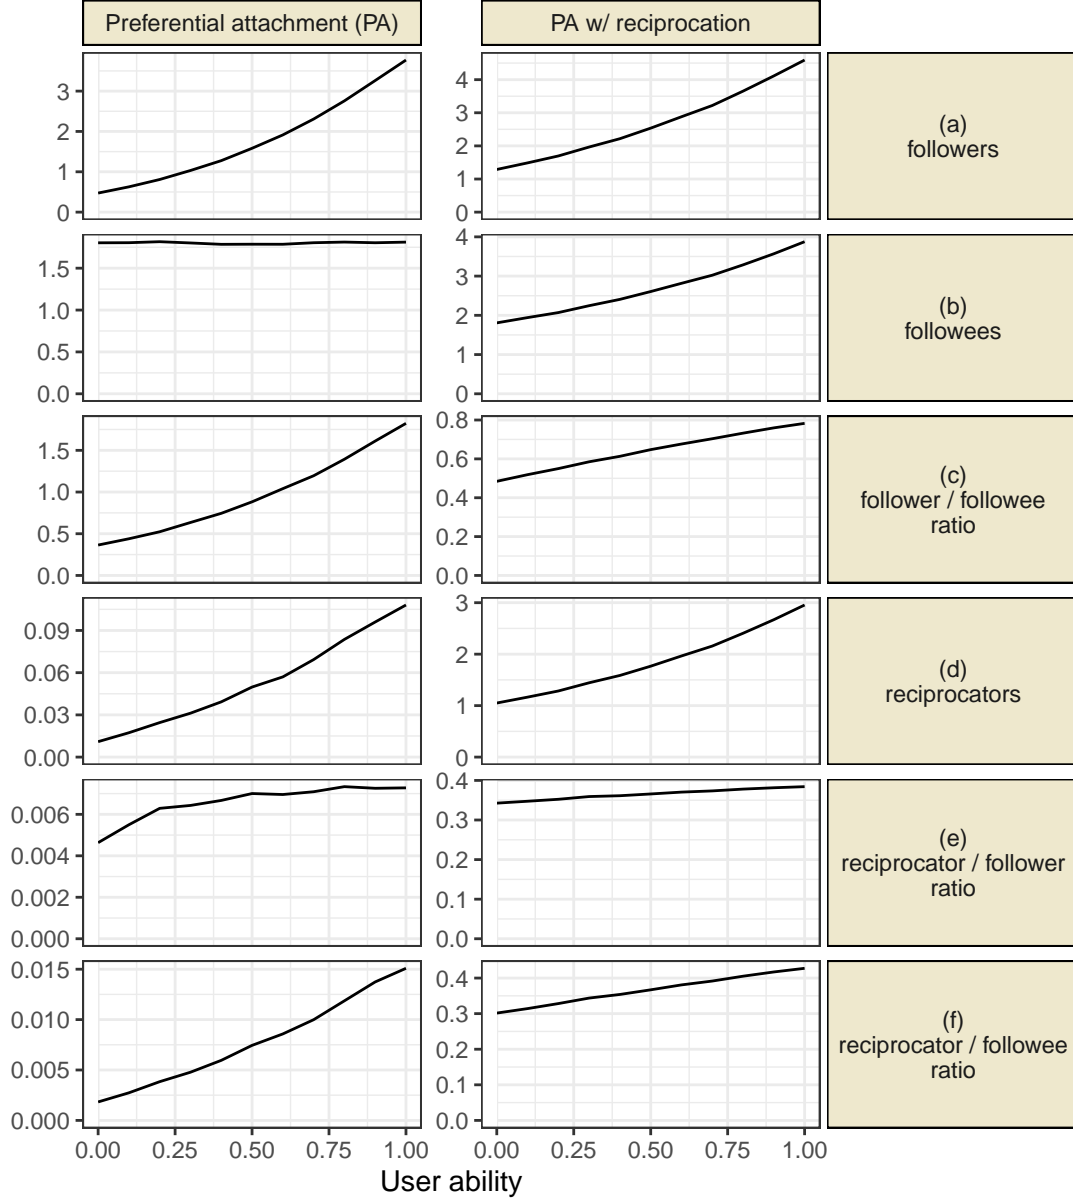 Preferential attachment (PA)
PA w/ reciprocation
3
2
1
0
4
3
2
1
0
(a)
followers
1.5
1.0
0.5
0.0
4
3
2
1
0
(b)
followees
1.5
1.0
0.5
0.0
0.8
0.6
0.4
0.2
0.0
(c)
follower / followee
ratio
0.09
0.06
0.03
0.00
3
2
1
0
(d)
reciprocators
0.006
0.004
0.002
0.000
0.4
0.3
0.2
0.1
0.0
(e)
reciprocator / follower
ratio
0.015
0.010
0.005
0.000
0.4
0.3
0.2
0.1
0.0
(f)
reciprocator / followee
ratio
0.00 0.25 0.50 0.75 1.00
0.00 0.25 0.50 0.75 1.00
User ability